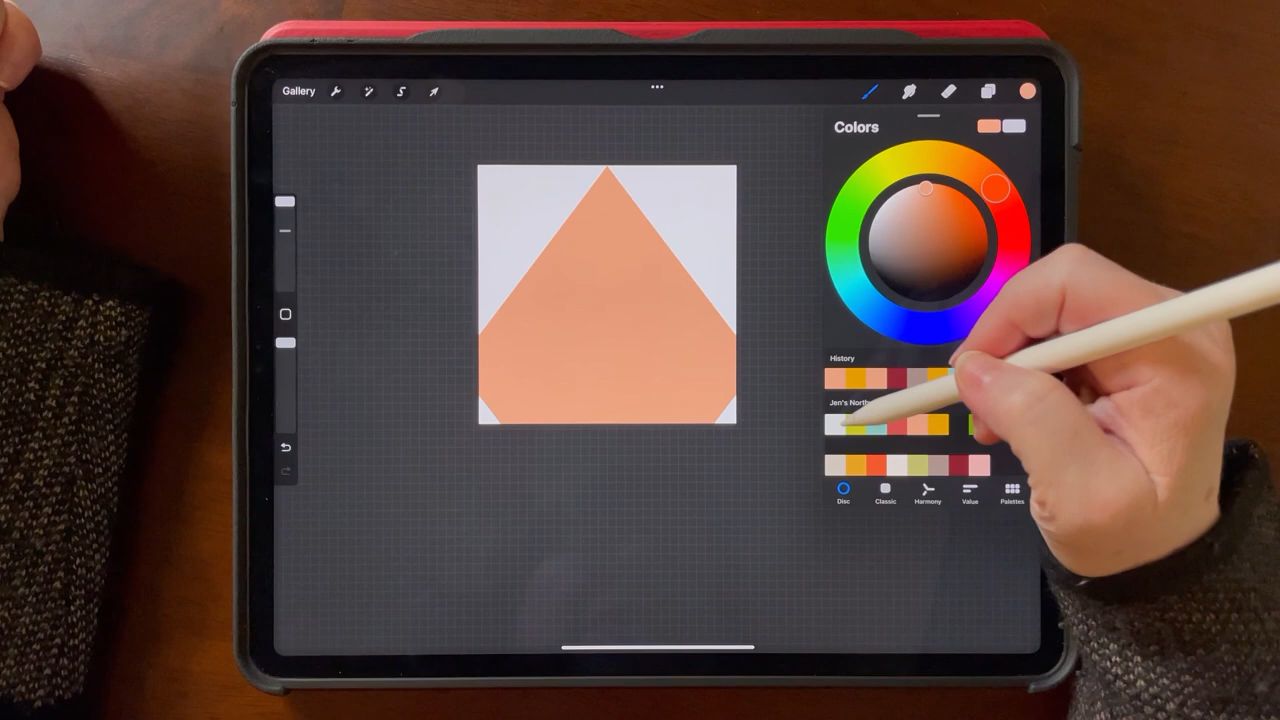 Gallery
Colors
History
Jen's North
Disc
Classic
Harmony
Value
Palettes